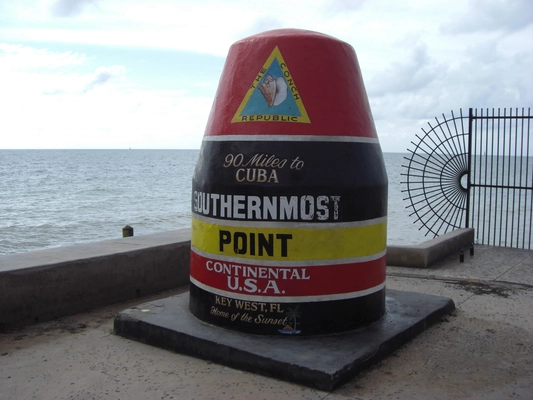 THE CONCH
REPUBLIC
90 Miles to
CUBA
SOUTHERNMOST
POINT
CONTINENTAL
U.S.A.
KEY WEST, FL
Home of the Sunset